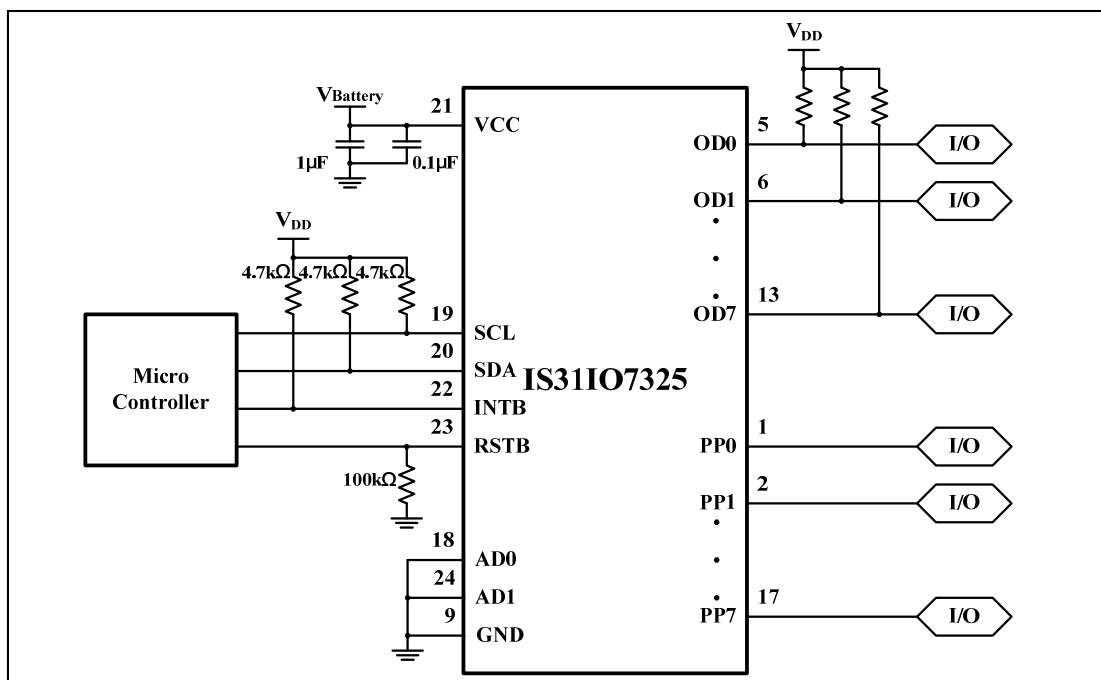 VDD
VBattery
21
VCC
1µF
0.1µF
5
OD0
I/O
6
OD1
I/O
VDD
4.7kΩ
4.7kΩ
4.7kΩ
13
OD7
I/O
19
SCL
20
SDA
IS31IO7325
Micro
Controller
22
INTB
23
RSTB
1
PP0
I/O
100kΩ
2
PP1
I/O
18
AD0
24
AD1
17
PP7
I/O
9
GND